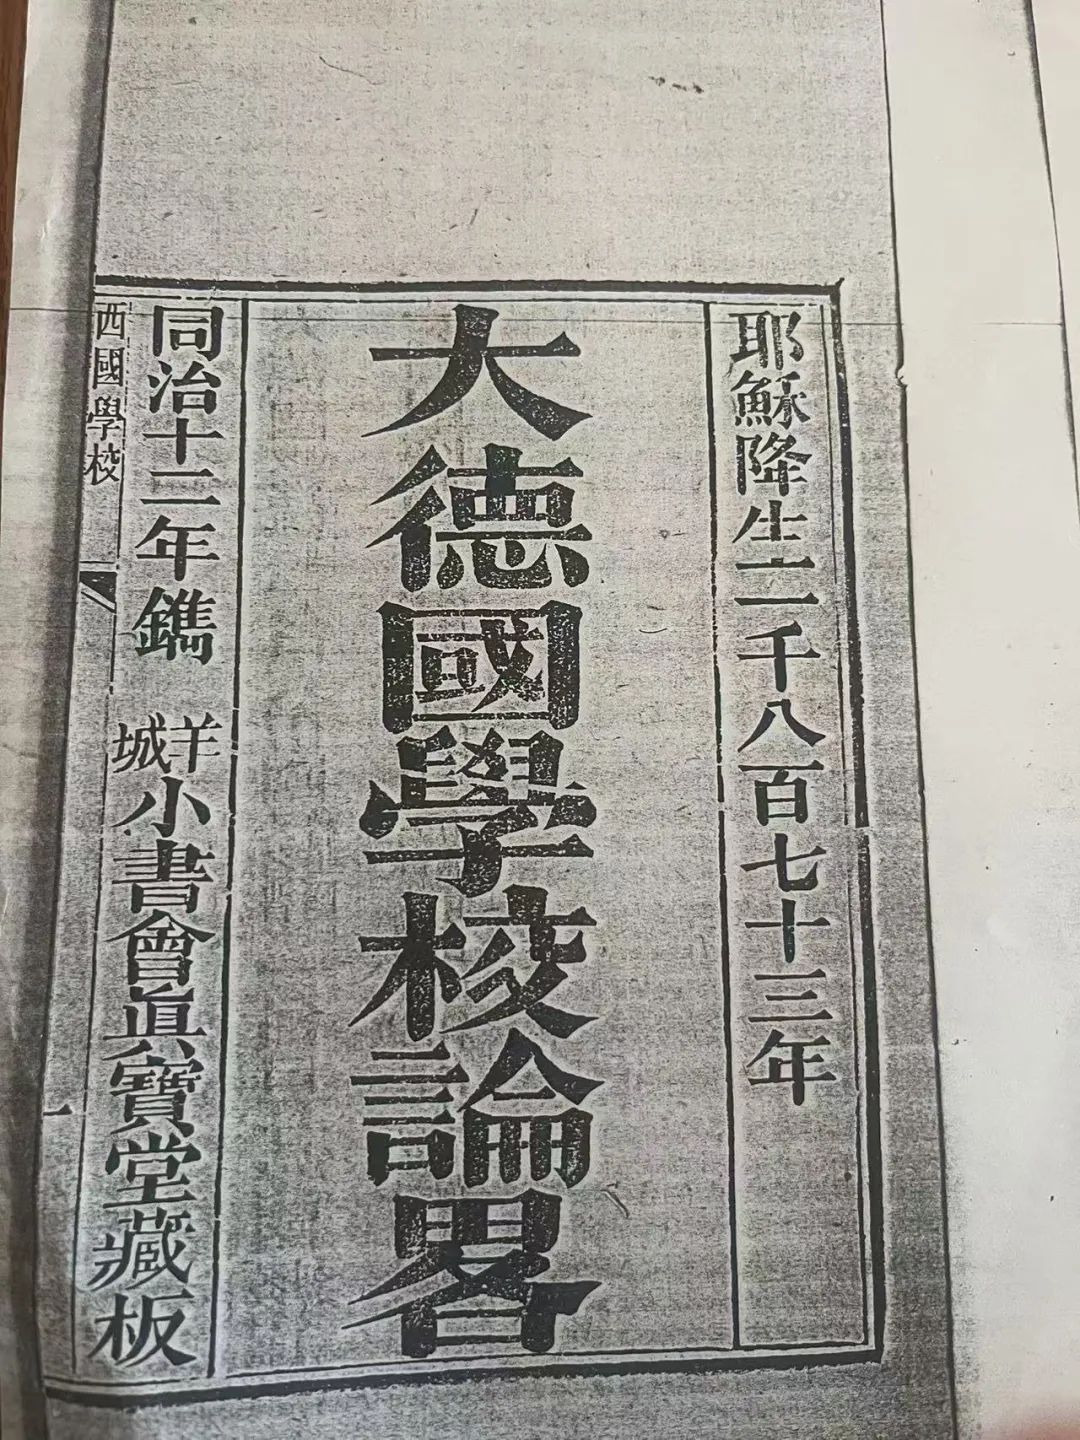 耶穌降生一千八百七十三年
大德國學校論畧
同治十二年鐫 羊城小書會眞寶堂藏板
西國學校
一